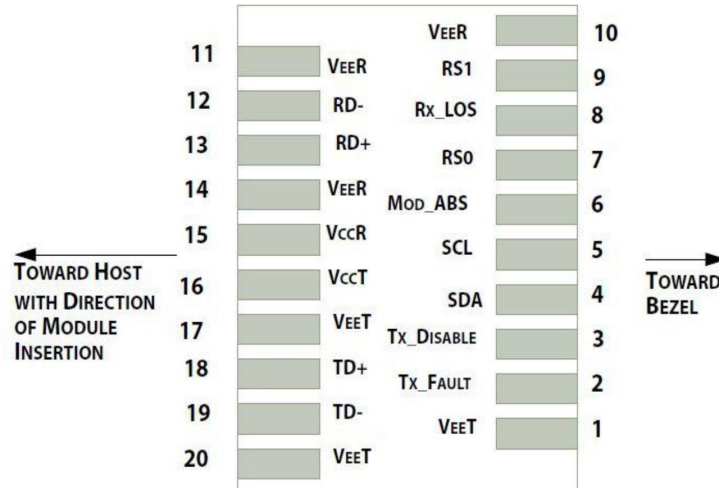 VEER 10
11 VEER
RS1 9
12 RD-
RX_LOS 8
13 RD+
RS0 7
14 VEER
MOD_ABS 6
15 VCCR
SCL 5
TOWARD HOST
WITH DIRECTION
OF MODULE
INSERTION
TOWARD
BEZEL
16 VCCT
SDA 4
17 VEET
TX_DISABLE 3
18 TD+
TX_FAULT 2
19 TD-
VEET 1
20 VEET